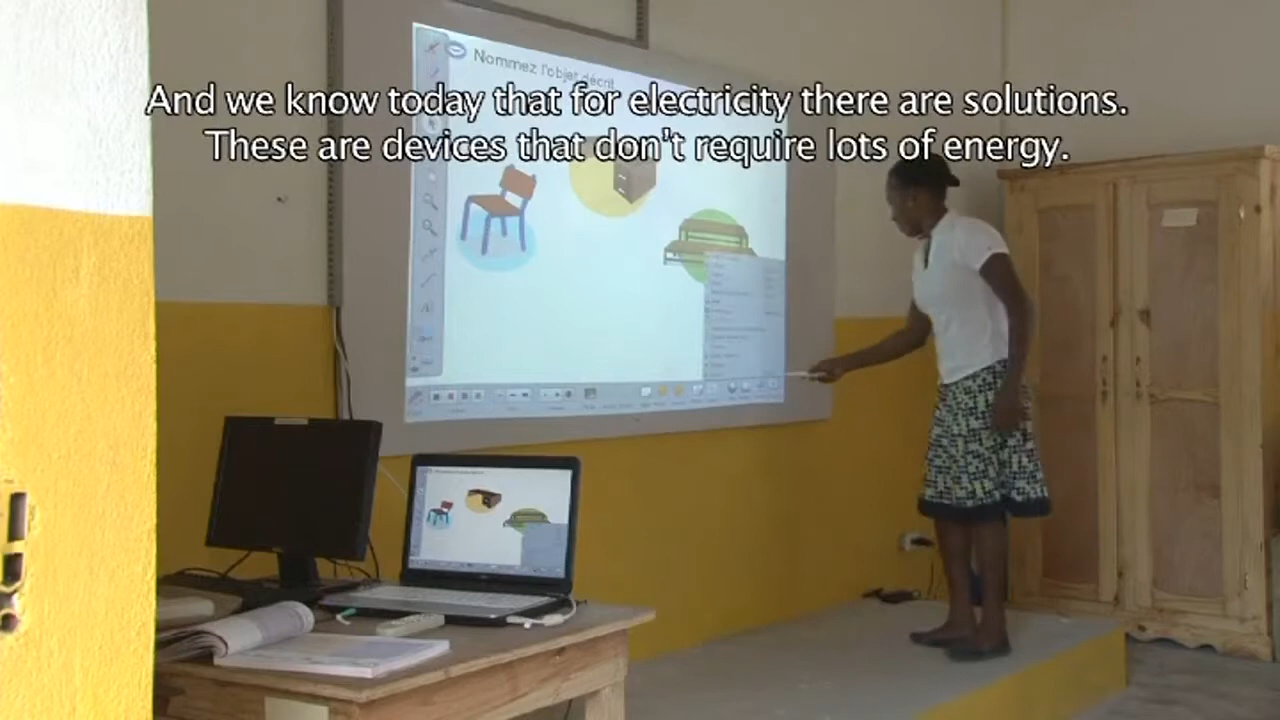 Nommez l'objet décrit
And we know today that for electricity there are solutions.
These are devices that don't require lots of energy.